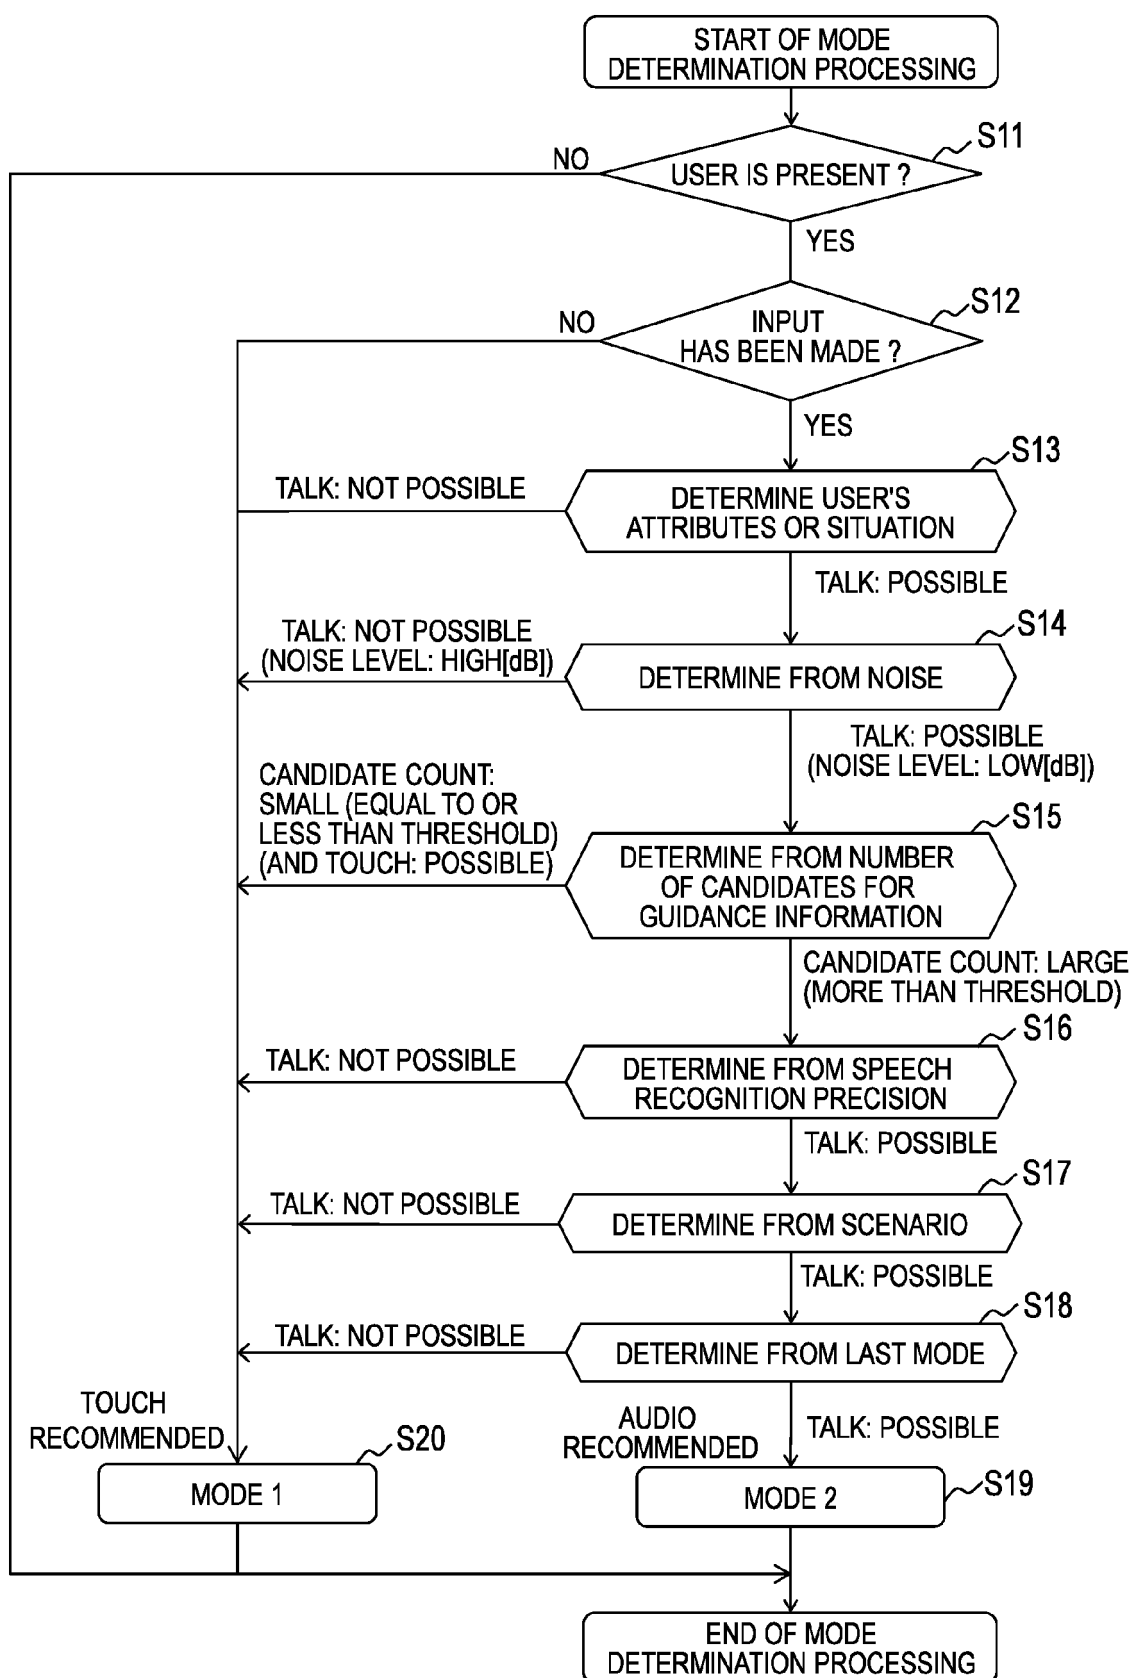 START OF MODE
DETERMINATION PROCESSING
S11
NO
USER IS PRESENT ?
YES
S12
NO
INPUT
HAS BEEN MADE ?
YES
S13
TALK: NOT POSSIBLE
DETERMINE USER'S
ATTRIBUTES OR SITUATION
TALK: POSSIBLE
S14
TALK: NOT POSSIBLE
(NOISE LEVEL: HIGH[dB])
DETERMINE FROM NOISE
TALK: POSSIBLE
(NOISE LEVEL: LOW[dB])
CANDIDATE COUNT:
SMALL (EQUAL TO OR
LESS THAN THRESHOLD)
(AND TOUCH: POSSIBLE)
S15
DETERMINE FROM NUMBER
OF CANDIDATES FOR
GUIDANCE INFORMATION
CANDIDATE COUNT: LARGE
(MORE THAN THRESHOLD)
S16
TALK: NOT POSSIBLE
DETERMINE FROM SPEECH
RECOGNITION PRECISION
TALK: POSSIBLE
S17
TALK: NOT POSSIBLE
DETERMINE FROM SCENARIO
TALK: POSSIBLE
S18
TALK: NOT POSSIBLE
DETERMINE FROM LAST MODE
TOUCH
RECOMMENDED
S20
AUDIO
RECOMMENDED
TALK: POSSIBLE
MODE 1
MODE 2
S19
END OF MODE
DETERMINATION PROCESSING